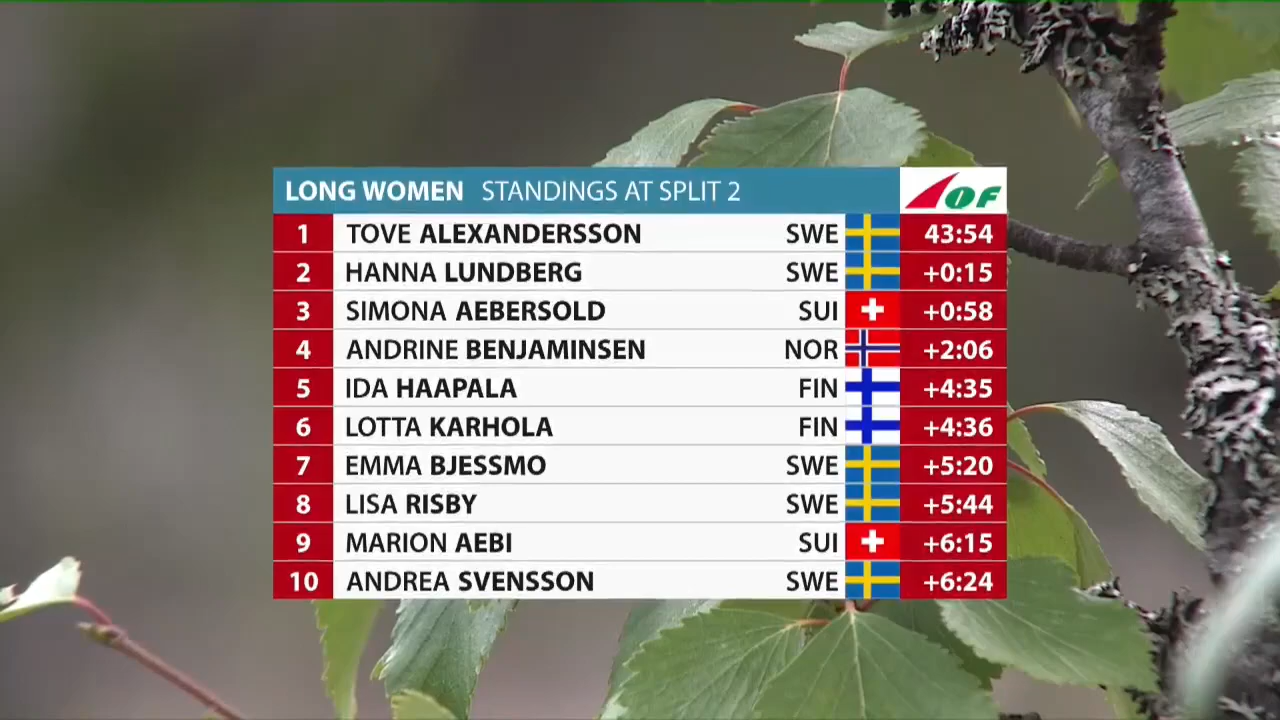 LONG WOMEN STANDINGS AT SPLIT 2 IOF
1 TOVE ALEXANDERSSON SWE 43:54
2 HANNA LUNDBERG SWE +0:15
3 SIMONA AEBERSOLD SUI +0:58
4 ANDRINE BENJAMINSEN NOR +2:06
5 IDA HAAPALA FIN +4:35
6 LOTTA KARHOLA FIN +4:36
7 EMMA BJESSMO SWE +5:20
8 LISA RISBY SWE +5:44
9 MARION AEBI SUI +6:15
10 ANDREA SVENSSON SWE +6:24